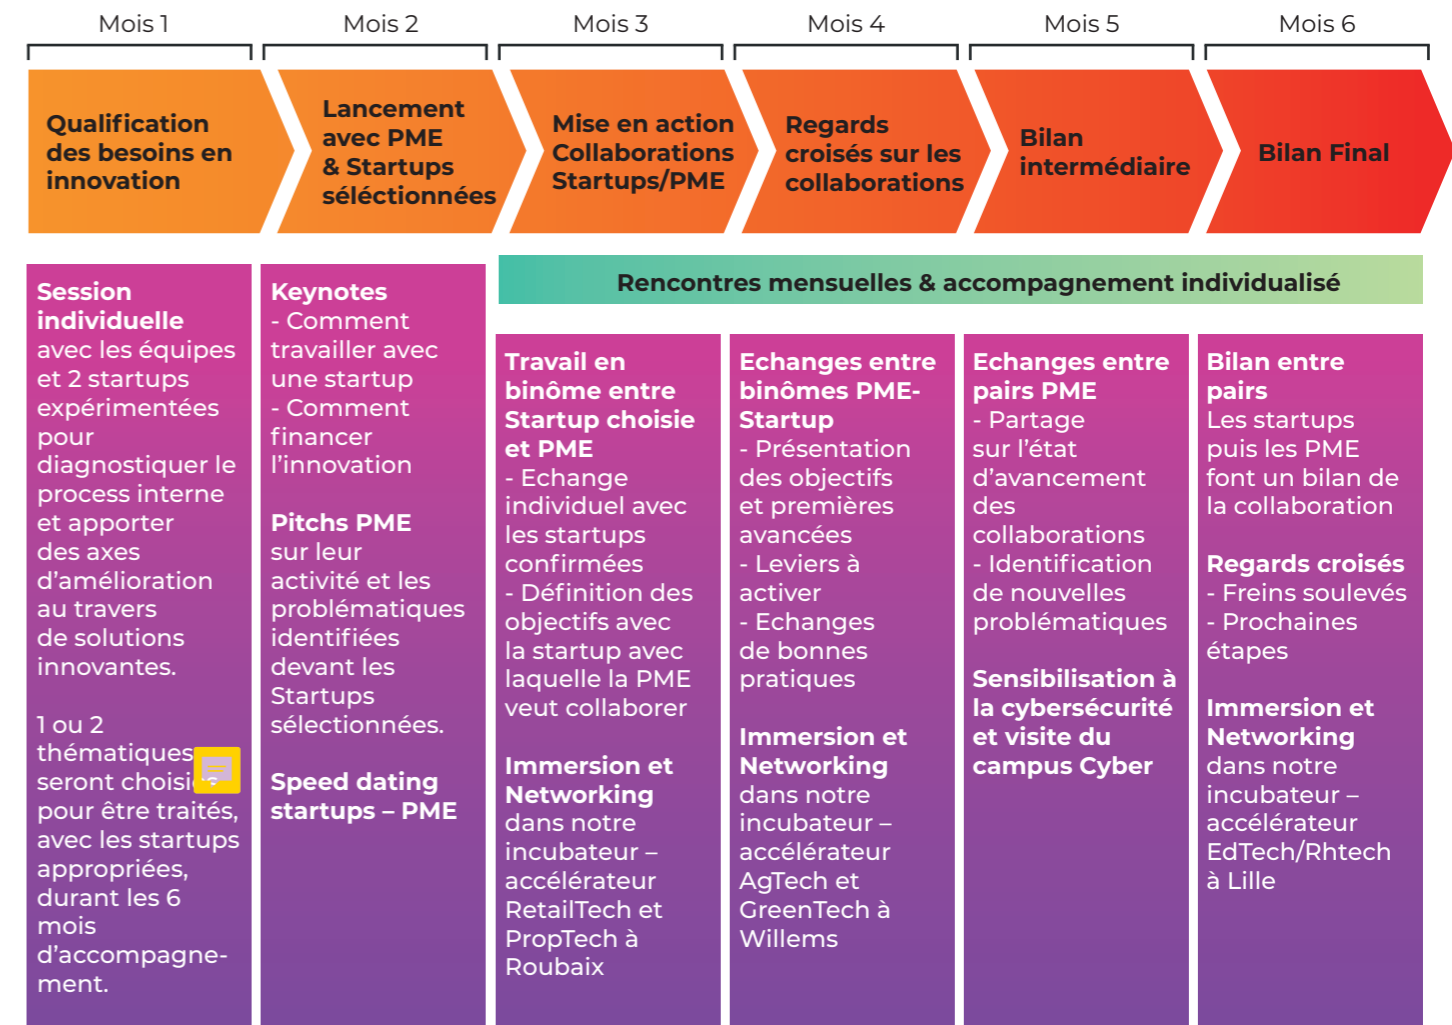 Mois 1
Mois 2
Mois 3
Mois 4
Mois 5
Mois 6
Qualification
des besoins en
innovation
Lancement
avec PME
& Startups
séléctionnées
Mise en action
Collaborations
Startups/PME
Regards
croisés sur les
collaborations
Bilan
intermédiaire
Bilan Final
Rencontres mensuelles & accompagnement individualisé
Session
individuelle
avec les équipes
et 2 startups
expérimentées
pour
diagnostiquer le
process interne
et apporter
des axes
d’amélioration
au travers
de solutions
innovantes.
1 ou 2
thématiques
seront choisies
pour être traités,
avec les startups
appropriées,
durant les 6
mois
d’accompagne-
ment.
Keynotes
- Comment
travailler avec
une startup
- Comment
financer
l’innovation
Pitchs PME
sur leur
activité et les
problématiques
identifiées
devant les
Startups
sélectionnées.
Speed dating
startups – PME
Travail en
binôme entre
Startup choisie
et PME
- Echange
individuel avec
les startups
confirmées
- Définition des
objectifs avec
la startup avec
laquelle la PME
veut collaborer
Immersion et
Networking
dans notre
incubateur –
accélérateur
RetailTech et
PropTech à
Roubaix
Echanges entre
binômes PME-
Startup
- Présentation
des objectifs
et premières
avancées
- Leviers à
activer
- Echanges
de bonnes
pratiques
Immersion et
Networking
dans notre
incubateur –
accélérateur
AgTech et
GreenTech à
Willems
Echanges entre
pairs PME
- Partage
sur l’état
d’avancement
des
collaborations
- Identification
de nouvelles
problématiques
Sensibilisation à
la cybersécurité
et visite du
campus Cyber
Bilan entre
pairs
Les startups
puis les PME
font un bilan de
la collaboration
Regards croisés
- Freins soulevés
- Prochaines
étapes
Immersion et
Networking
dans notre
incubateur –
accélérateur
EdTech/Rhtech
à Lille